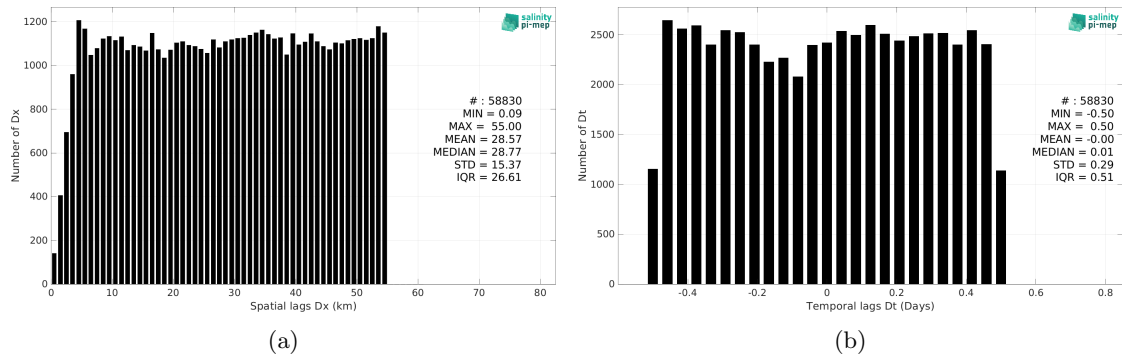 1200
1000
800
600
400
200
0
Number of Dx
0 10 20 30 40 50 60 70 80
Spatial lags Dx (km)
salinity
pi-mep
# : 58830
MIN = 0.09
MAX = 55.00
MEAN = 28.57
MEDIAN = 28.77
STD = 15.37
IQR = 26.61
(a)
2500
2000
1500
1000
500
0
Number of Dt
-0.4 -0.2 0 0.2 0.4 0.6 0.8
Temporal lags Dt (Days)
salinity
pi-mep
# : 58830
MIN = -0.50
MAX = 0.50
MEAN = -0.00
MEDIAN = 0.01
STD = 0.29
IQR = 0.51
(b)